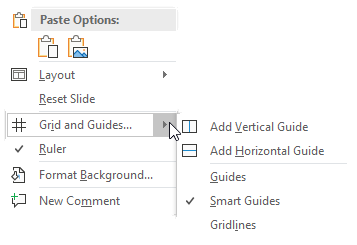 Paste Options:
Layout
Reset Slide
Grid and Guides...
Ruler
Format Background...
New Comment
Add Vertical Guide
Add Horizontal Guide
Guides
Smart Guides
Gridlines